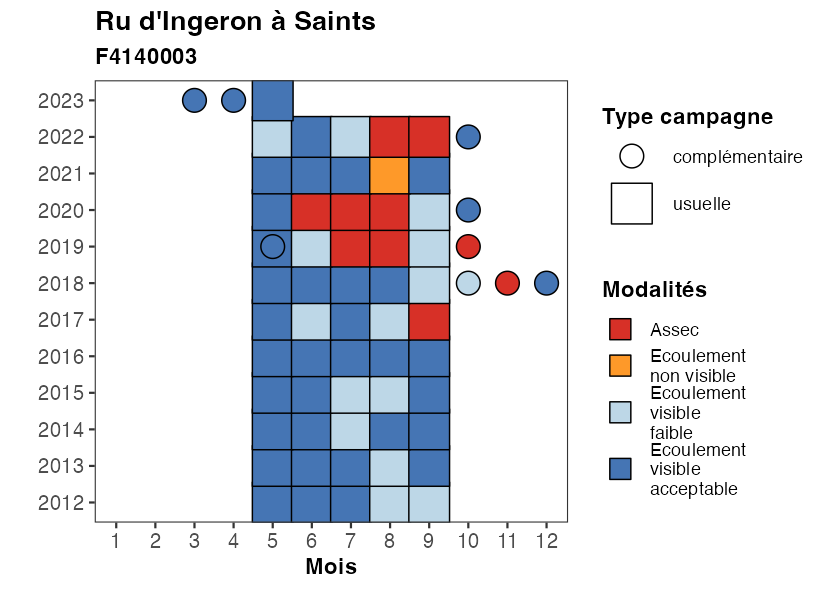 Ru d'Ingeron à Saints
F4140003
2023
2022
2021
2020
2019
2018
2017
2016
2015
2014
2013
2012
1 2 3 4 5 6 7 8 9 10 11 12
Mois
Type campagne
complémentaire
usuelle
Modalités
Assec
Ecoulement
non visible
Ecoulement
visible
faible
Ecoulement
visible
acceptable